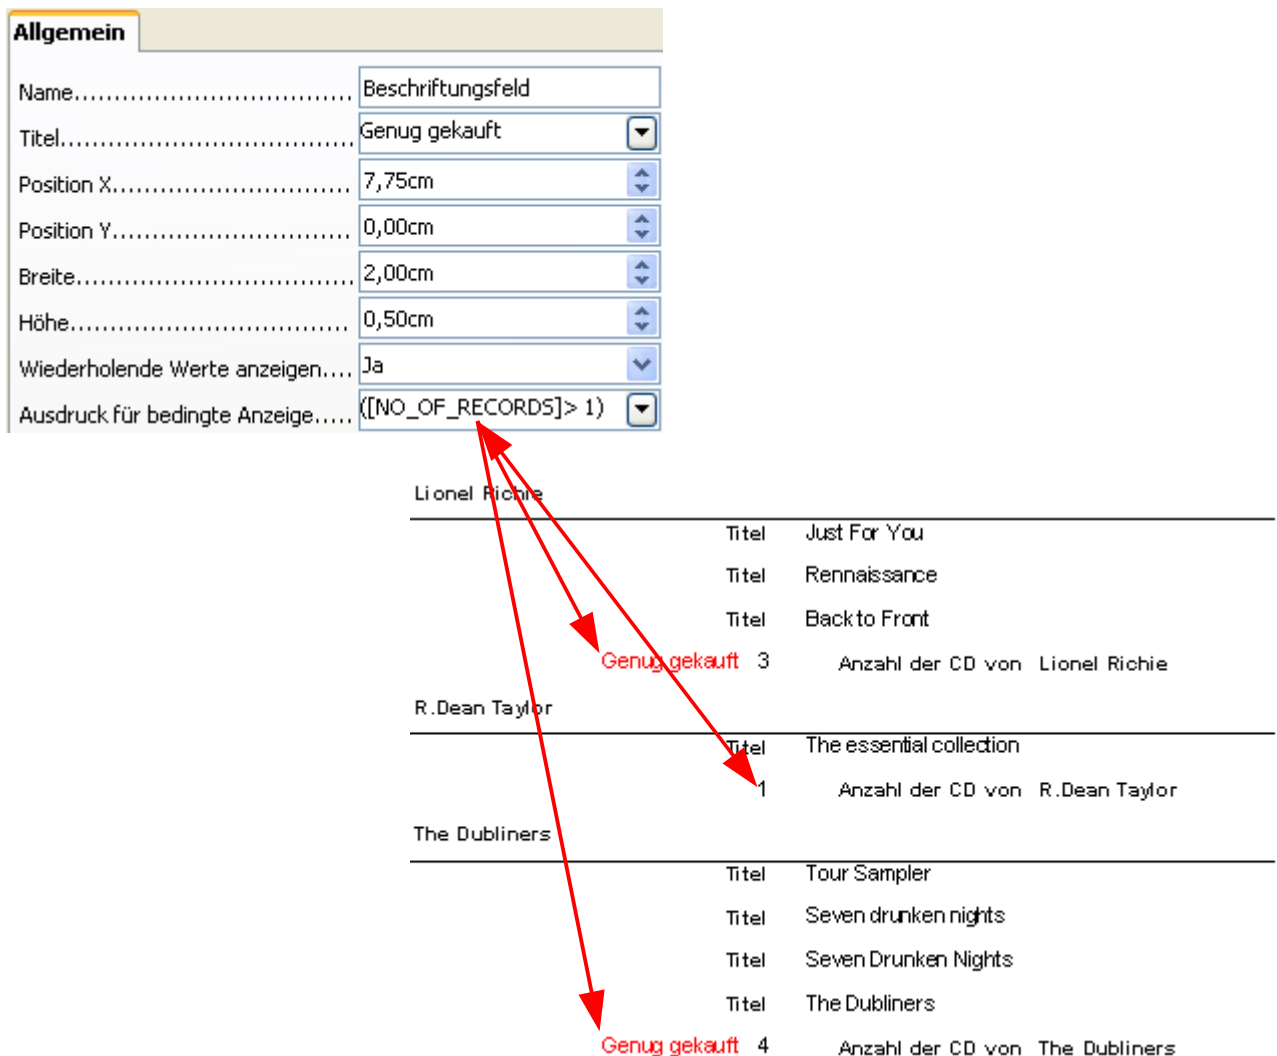 Allgemein
Name.................................. Beschriftungsfeld
Titel.................................... Genug gekauft
Position X.............................. 7,75cm
Position Y.............................. 0,00cm
Breite.................................. 2,00cm
Höhe.................................. 0,50cm
Wiederholende Werte anzeigen.... Ja
Ausdruck für bedingte Anzeige..... ([NO_OF_RECORDS]> 1)
Lionel Richie
Titel Just For You
Titel Rennaissance
Titel Back to Front
Genug gekauft 3 Anzahl der CD von Lionel Richie
R.Dean Taylor
Titel The essential collection
1 Anzahl der CD von R.Dean Taylor
The Dubliners
Titel Tour Sampler
Titel Seven drunken nights
Titel Seven Drunken Nights
Titel The Dubliners
Genug gekauft 4 Anzahl der CD von The Dubliners